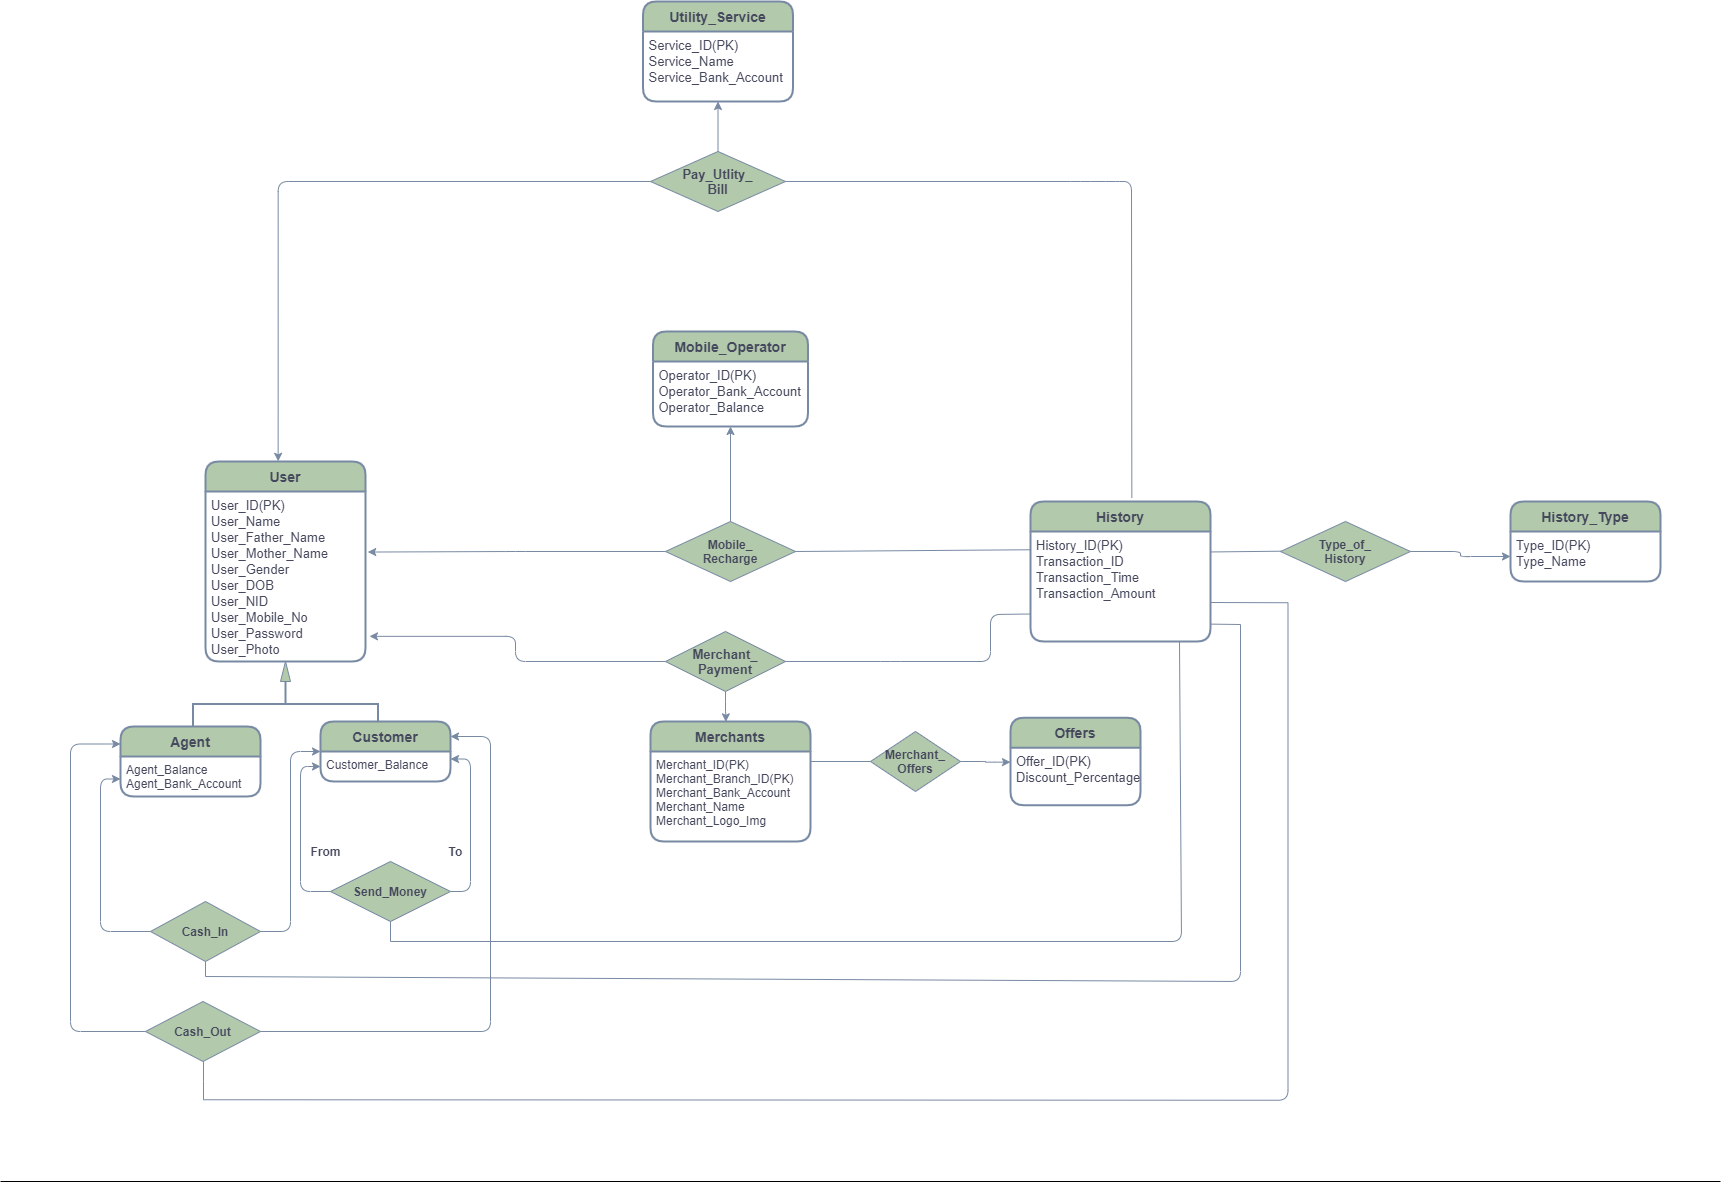 Utility_Service
Service_ID(PK)
Service_Name
Service_Bank_Account
Pay_Utlity_
Bill
Mobile_Operator
Operator_ID(PK)
Operator_Bank_Account
Operator_Balance
User
User_ID(PK)
User_Name
User_Father_Name
User_Mother_Name
User_Gender
User_DOB
User_NID
User_Mobile_No
User_Password
User_Photo
Mobile_
Recharge
History
History_ID(PK)
Transaction_ID
Transaction_Time
Transaction_Amount
Type_of_
History
History_Type
Type_ID(PK)
Type_Name
Merchant_
Payment
Agent
Agent_Balance
Agent_Bank_Account
Customer
Customer_Balance
Merchants
Merchant_ID(PK)
Merchant_Branch_ID(PK)
Merchant_Bank_Account
Merchant_Name
Merchant_Logo_Img
Merchant_
Offers
Offers
Offer_ID(PK)
Discount_Percentage
From
To
Send_Money
Cash_In
Cash_Out